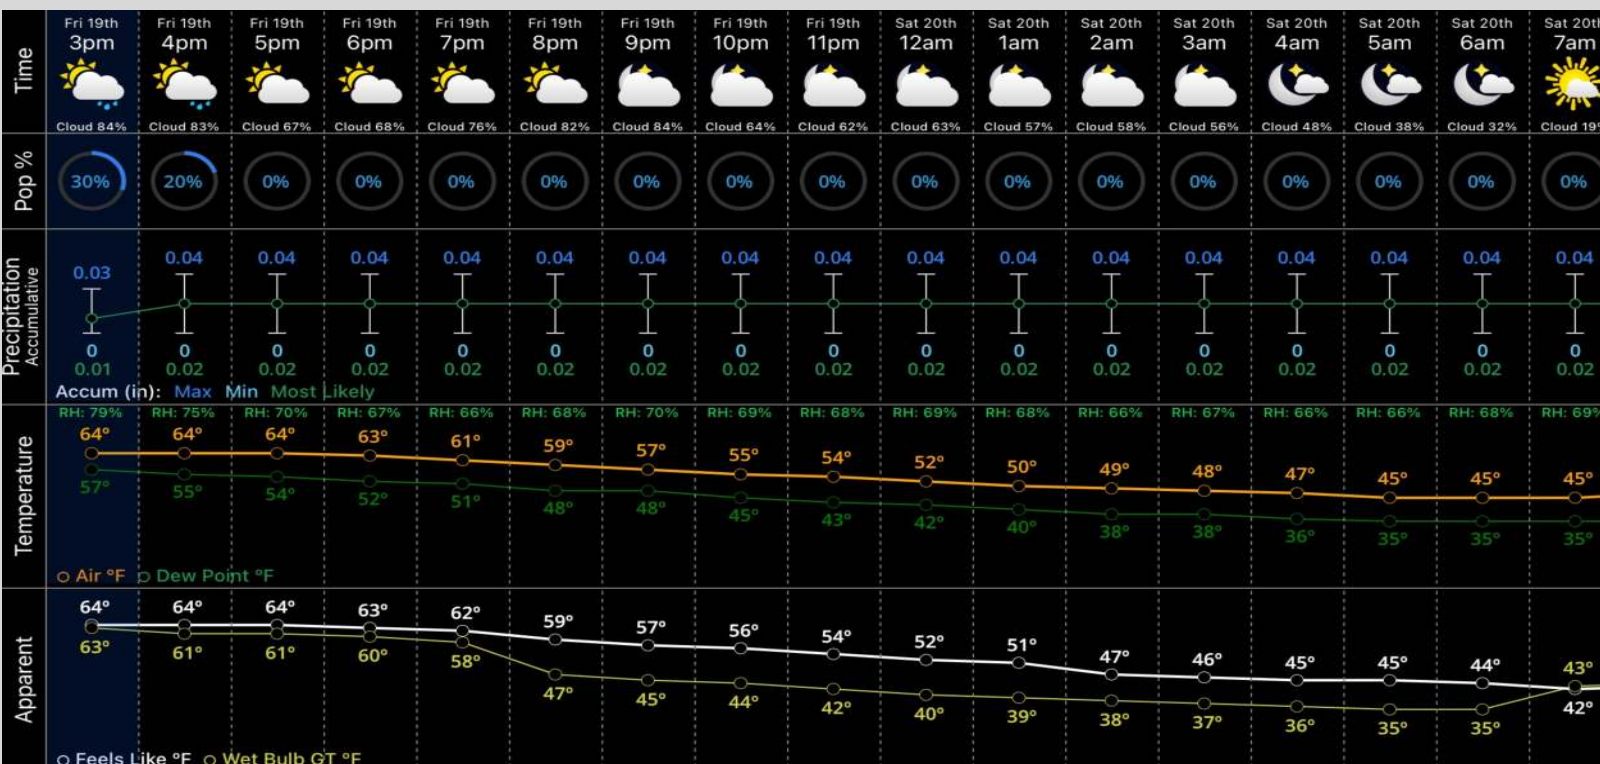 Time
Fri 19th Fri 19th Fri 19th Fri 19th Fri 19th Fri 19th Fri 19th Fri 19th Fri 19th Sat 20th Sat 20th Sat 20th Sat 20th Sat 20th Sat 20th Sat 20th Sat 20th
3pm 4pm 5pm 6pm 7pm 8pm 9pm 10pm 11pm 12am 1am 2am 3am 4am 5am 6am 7am
Cloud 84% Cloud 83% Cloud 67% Cloud 68% Cloud 76% Cloud 82% Cloud 84% Cloud 64% Cloud 62% Cloud 63% Cloud 57% Cloud 58% Cloud 56% Cloud 48% Cloud 38% Cloud 32% Cloud 19%
Pop %
30% 20% 0% 0% 0% 0% 0% 0% 0% 0% 0% 0% 0% 0% 0% 0% 0%
Precipitation
Accumulative
0.03 0.04 0.04 0.04 0.04 0.04 0.04 0.04 0.04 0.04 0.04 0.04 0.04 0.04 0.04 0.04 0.04
0 0 0 0 0 0 0 0 0 0 0 0 0 0 0 0 0
0.01 0.02 0.02 0.02 0.02 0.02 0.02 0.02 0.02 0.02 0.02 0.02 0.02 0.02 0.02 0.02 0.02
Accum (in): Max Min Most Likely
Temperature
RH: 79% RH: 75% RH: 70% RH: 67% RH: 66% RH: 68% RH: 70% RH: 69% RH: 68% RH: 69% RH: 68% RH: 66% RH: 67% RH: 66% RH: 66% RH: 68% RH: 69%
64° 64° 64° 63° 61° 59° 57° 55° 54° 52° 50° 49° 48° 47° 45° 45° 45°
57° 55° 54° 52° 51° 48° 48° 45° 43° 42° 40° 38° 38° 36° 35° 35° 35°
Air °F Dew Point °F
Apparent
64° 64° 64° 63° 62° 59° 57° 56° 54° 52° 51° 47° 46° 45° 45° 44° 43°
63° 61° 61° 60° 58° 47° 45° 44° 42° 40° 39° 38° 37° 36° 35° 35° 42°
Feels Like °F Wet Bulb GT °F